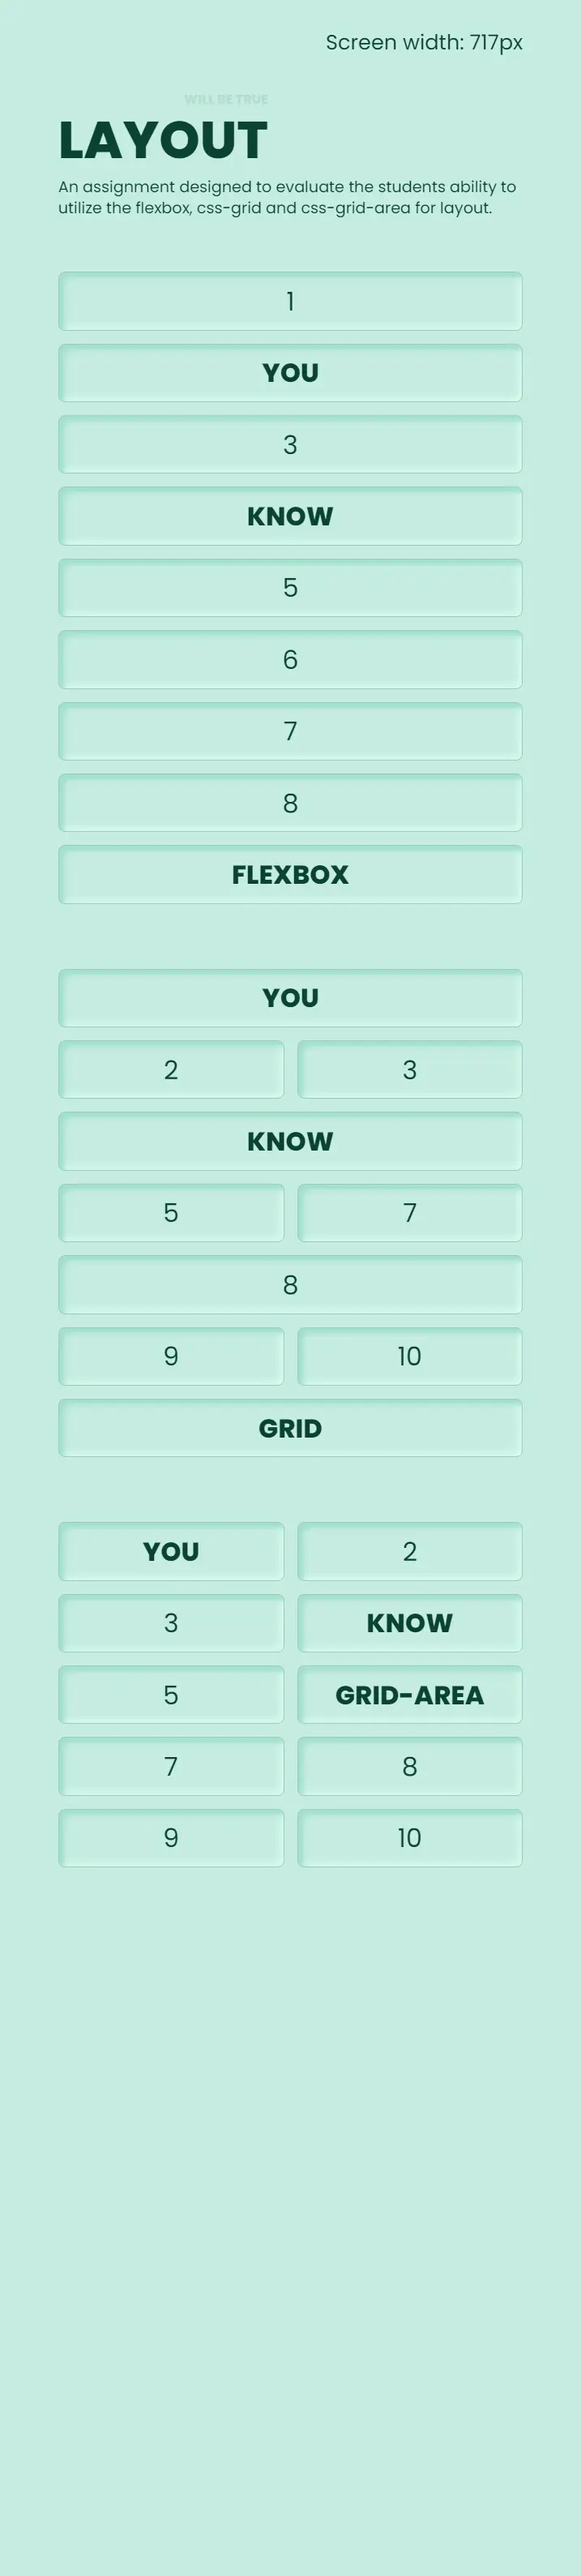 Screen width: 717px
WILL BE TRUE
LAYOUT
An assignment designed to evaluate the students ability to
utilize the flexbox, css-grid and css-grid-area for layout.
1
YOU
3
KNOW
5
6
7
8
FLEXBOX
YOU
2 3
KNOW
5 7
8
9 10
GRID
YOU 2
3 KNOW
5 GRID-AREA
7 8
9 10